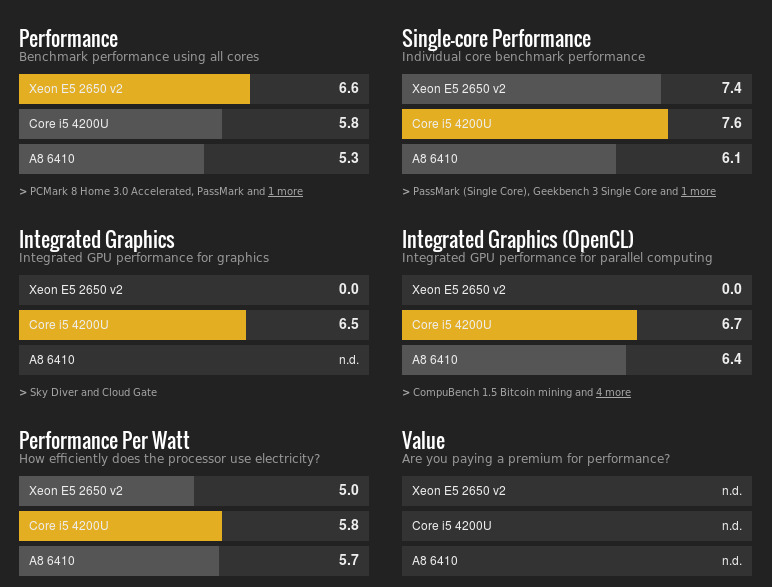 Performance
Benchmark performance using all cores
Xeon E5 2650 v2 6.6
Core i5 4200U 5.8
A8 6410 5.3
> PCMark 8 Home 3.0 Accelerated, PassMark and 1 more
Single-core Performance
Individual core benchmark performance
Xeon E5 2650 v2 7.4
Core i5 4200U 7.6
A8 6410 6.1
> PassMark (Single Core), Geekbench 3 Single Core and 1 more
Integrated Graphics
Integrated GPU performance for graphics
Xeon E5 2650 v2 0.0
Core i5 4200U 6.5
A8 6410 n.d.
> Sky Diver and Cloud Gate
Integrated Graphics (OpenCL)
Integrated GPU performance for parallel computing
Xeon E5 2650 v2 0.0
Core i5 4200U 6.7
A8 6410 6.4
> CompuBench 1.5 Bitcoin mining and 4 more
Performance Per Watt
How efficiently does the processor use electricity?
Xeon E5 2650 v2 5.0
Core i5 4200U 5.8
A8 6410 5.7
Value
Are you paying a premium for performance?
Xeon E5 2650 v2 n.d.
Core i5 4200U n.d.
A8 6410 n.d.